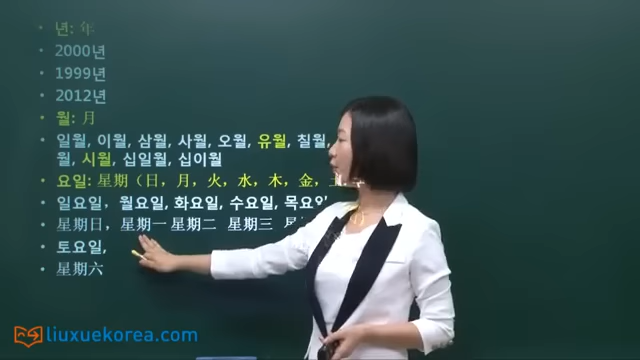 년: 年
2000년
1999년
2012년
월: 月
일월, 이월, 삼월, 사월, 오월, 유월, 칠월,
월, 시월, 십일월, 십이월
요일: 星期（日，月，火，水，木，金，
일요일, 월요일, 화요일, 수요일, 목요일
星期日，星期一 星期二 星期三
토요일,
星期六
liuxuekorea.com